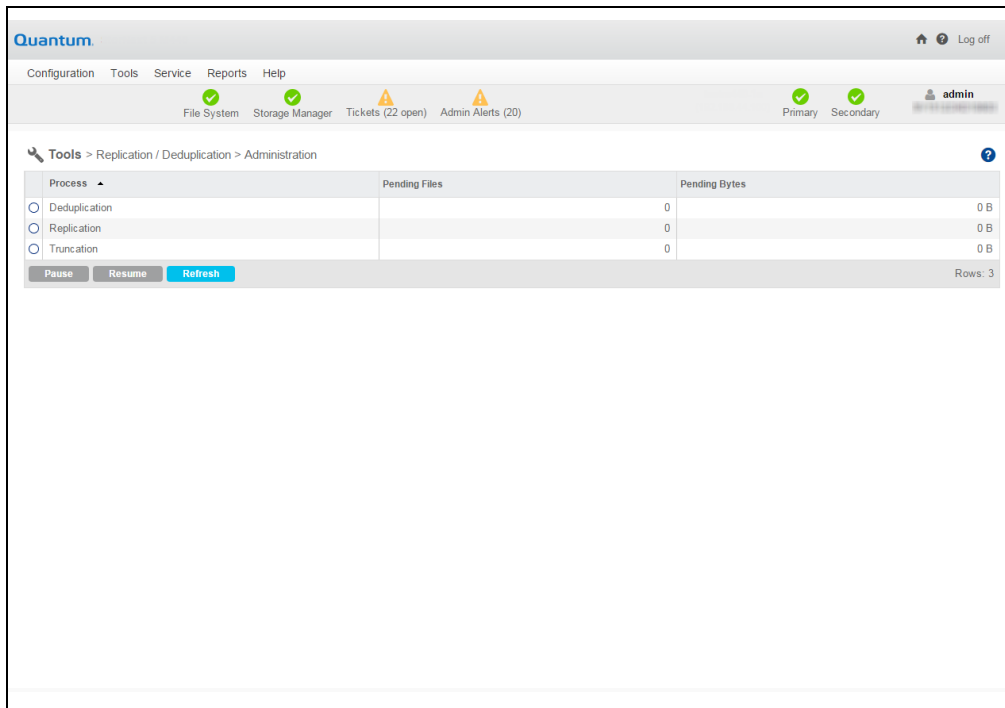 Quantum.
Log off
Configuration Tools Service Reports Help
File System Storage Manager Tickets (22 open) Admin Alerts (20) Primary Secondary admin
Tools > Replication / Deduplication > Administration
Process Pending Files Pending Bytes
Deduplication 0 0 B
Replication 0 0 B
Truncation 0 0 B
Pause Resume Refresh Rows: 3